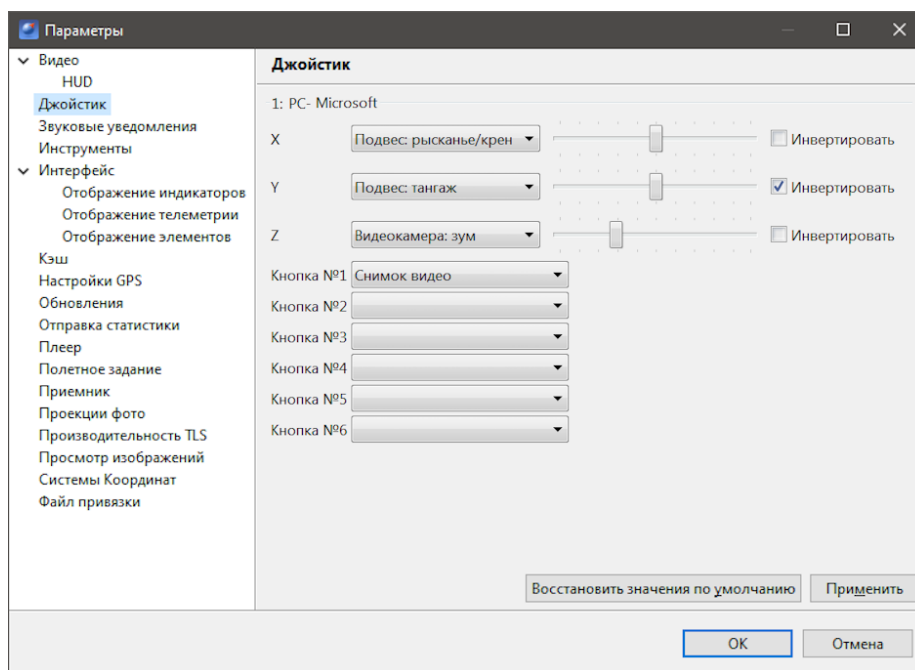 Параметры
Видео
HUD
Джойстик
Звуковые уведомления
Инструменты
Интерфейс
Отображение индикаторов
Отображение телеметрии
Отображение элементов
Кэш
Настройки GPS
Обновления
Отправка статистики
Плеер
Полетное задание
Приемник
Проекции фото
Производительность TLS
Просмотр изображений
Системы Координат
Файл привязки
Джойстик
1: PC- Microsoft
X Подвес: рысканье/крен Инвертировать
Y Подвес: тангаж Инвертировать
Z Видеокамера: зум Инвертировать
Кнопка №1 Снимок видео
Кнопка №2
Кнопка №3
Кнопка №4
Кнопка №5
Кнопка №6
Восстановить значения по умолчанию Применить
OK Отмена